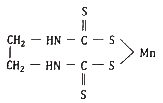 S
CH₂ — HN — C — S
Mn
CH₂ — HN — C — S
S